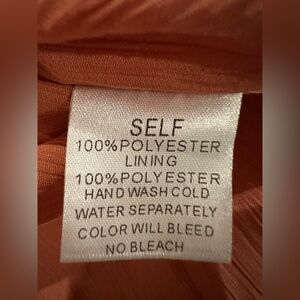 SELF
100%POLYESTER
LINING
100%POLYESTER
HAND WASH COLD
WATER SEPARATELY
COLOR WILL BLEED
NO BLEACH